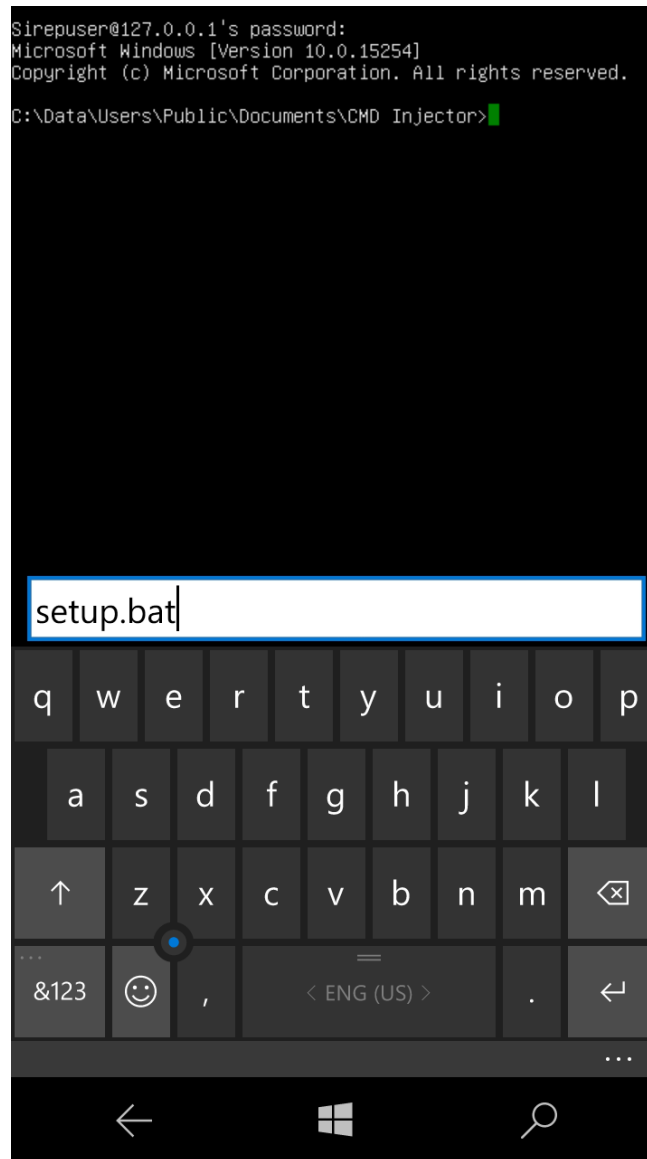 Sirepuser@127.0.0.1's password:
Microsoft Windows [Version 10.0.15254]
Copyright (c) Microsoft Corporation. All rights reserved.
C:\Data\Users\Public\Documents\CMD Injector>
setup.bat
q w e r t y u i o p
a s d f g h j k l
↑ z x c v b n m
&123 , < ENG (US) > .
...